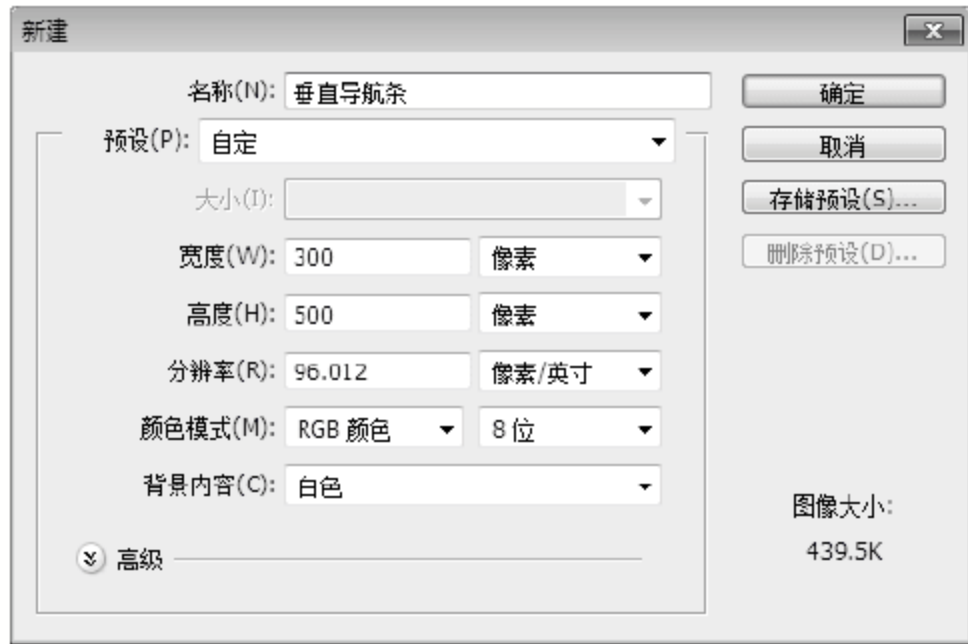 新建
名称(N): 垂直导航条
确定
预设(P): 自定
取消
大小(I):
存储预设(S)...
宽度(W): 300 像素
删除预设(D)...
高度(H): 500 像素
分辨率(R): 96.012 像素/英寸
颜色模式(M): RGB 颜色 8 位
背景内容(C): 白色
图像大小:
439.5K
高级